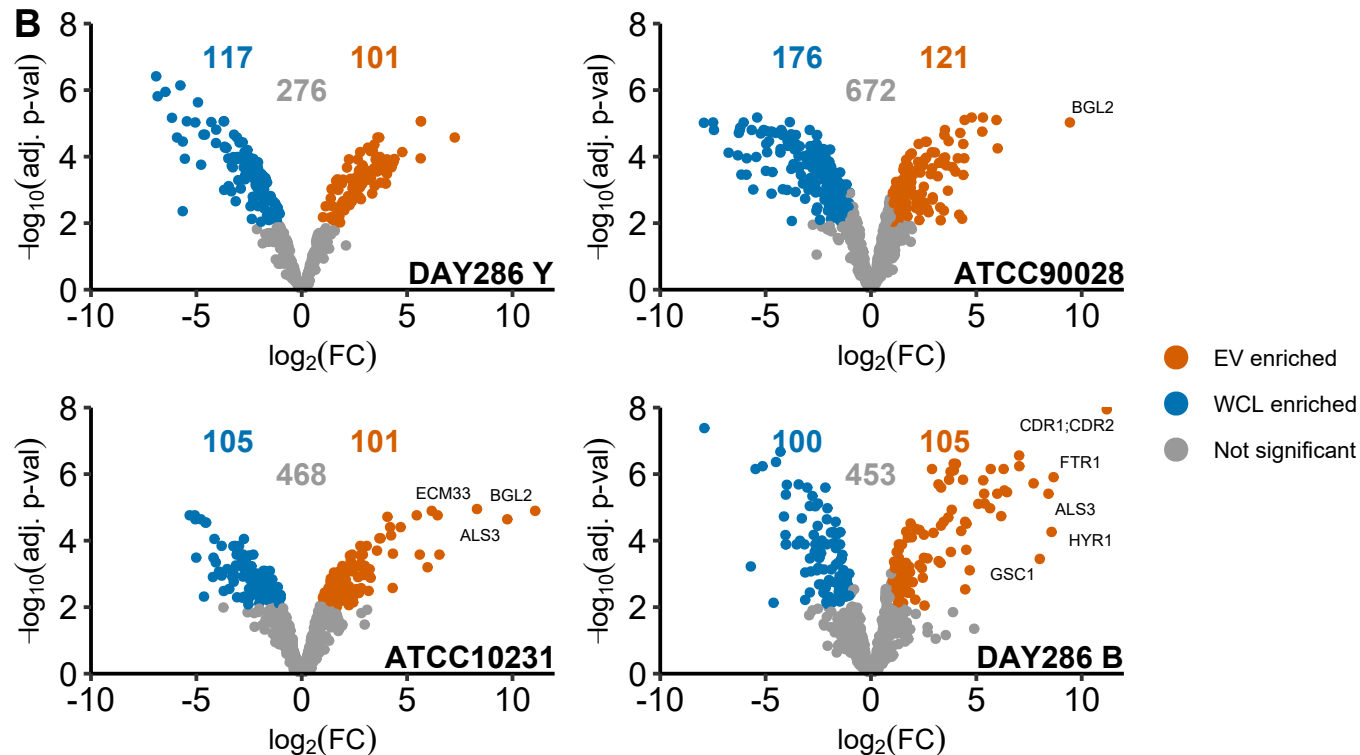 B
8
6
4
2
0
−log10(adj. p-val)
117
101
276
DAY286 Y
-10
-5
0
5
10
log2(FC)
8
6
4
2
0
−log10(adj. p-val)
176
121
672
BGL2
ATCC90028
-10
-5
0
5
10
log2(FC)
8
6
4
2
0
−log10(adj. p-val)
105
101
468
ECM33
BGL2
ALS3
ATCC10231
-10
-5
0
5
10
log2(FC)
8
6
4
2
0
−log10(adj. p-val)
100
105
453
CDR1;CDR2
FTR1
ALS3
HYR1
GSC1
DAY286 B
-10
-5
0
5
10
log2(FC)
EV enriched
WCL enriched
Not significant